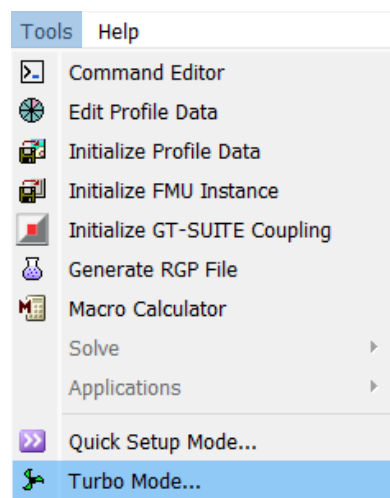 Tools Help
Command Editor
Edit Profile Data
Initialize Profile Data
Initialize FMU Instance
Initialize GT-SUITE Coupling
Generate RGP File
Macro Calculator
Solve
Applications
Quick Setup Mode...
Turbo Mode...